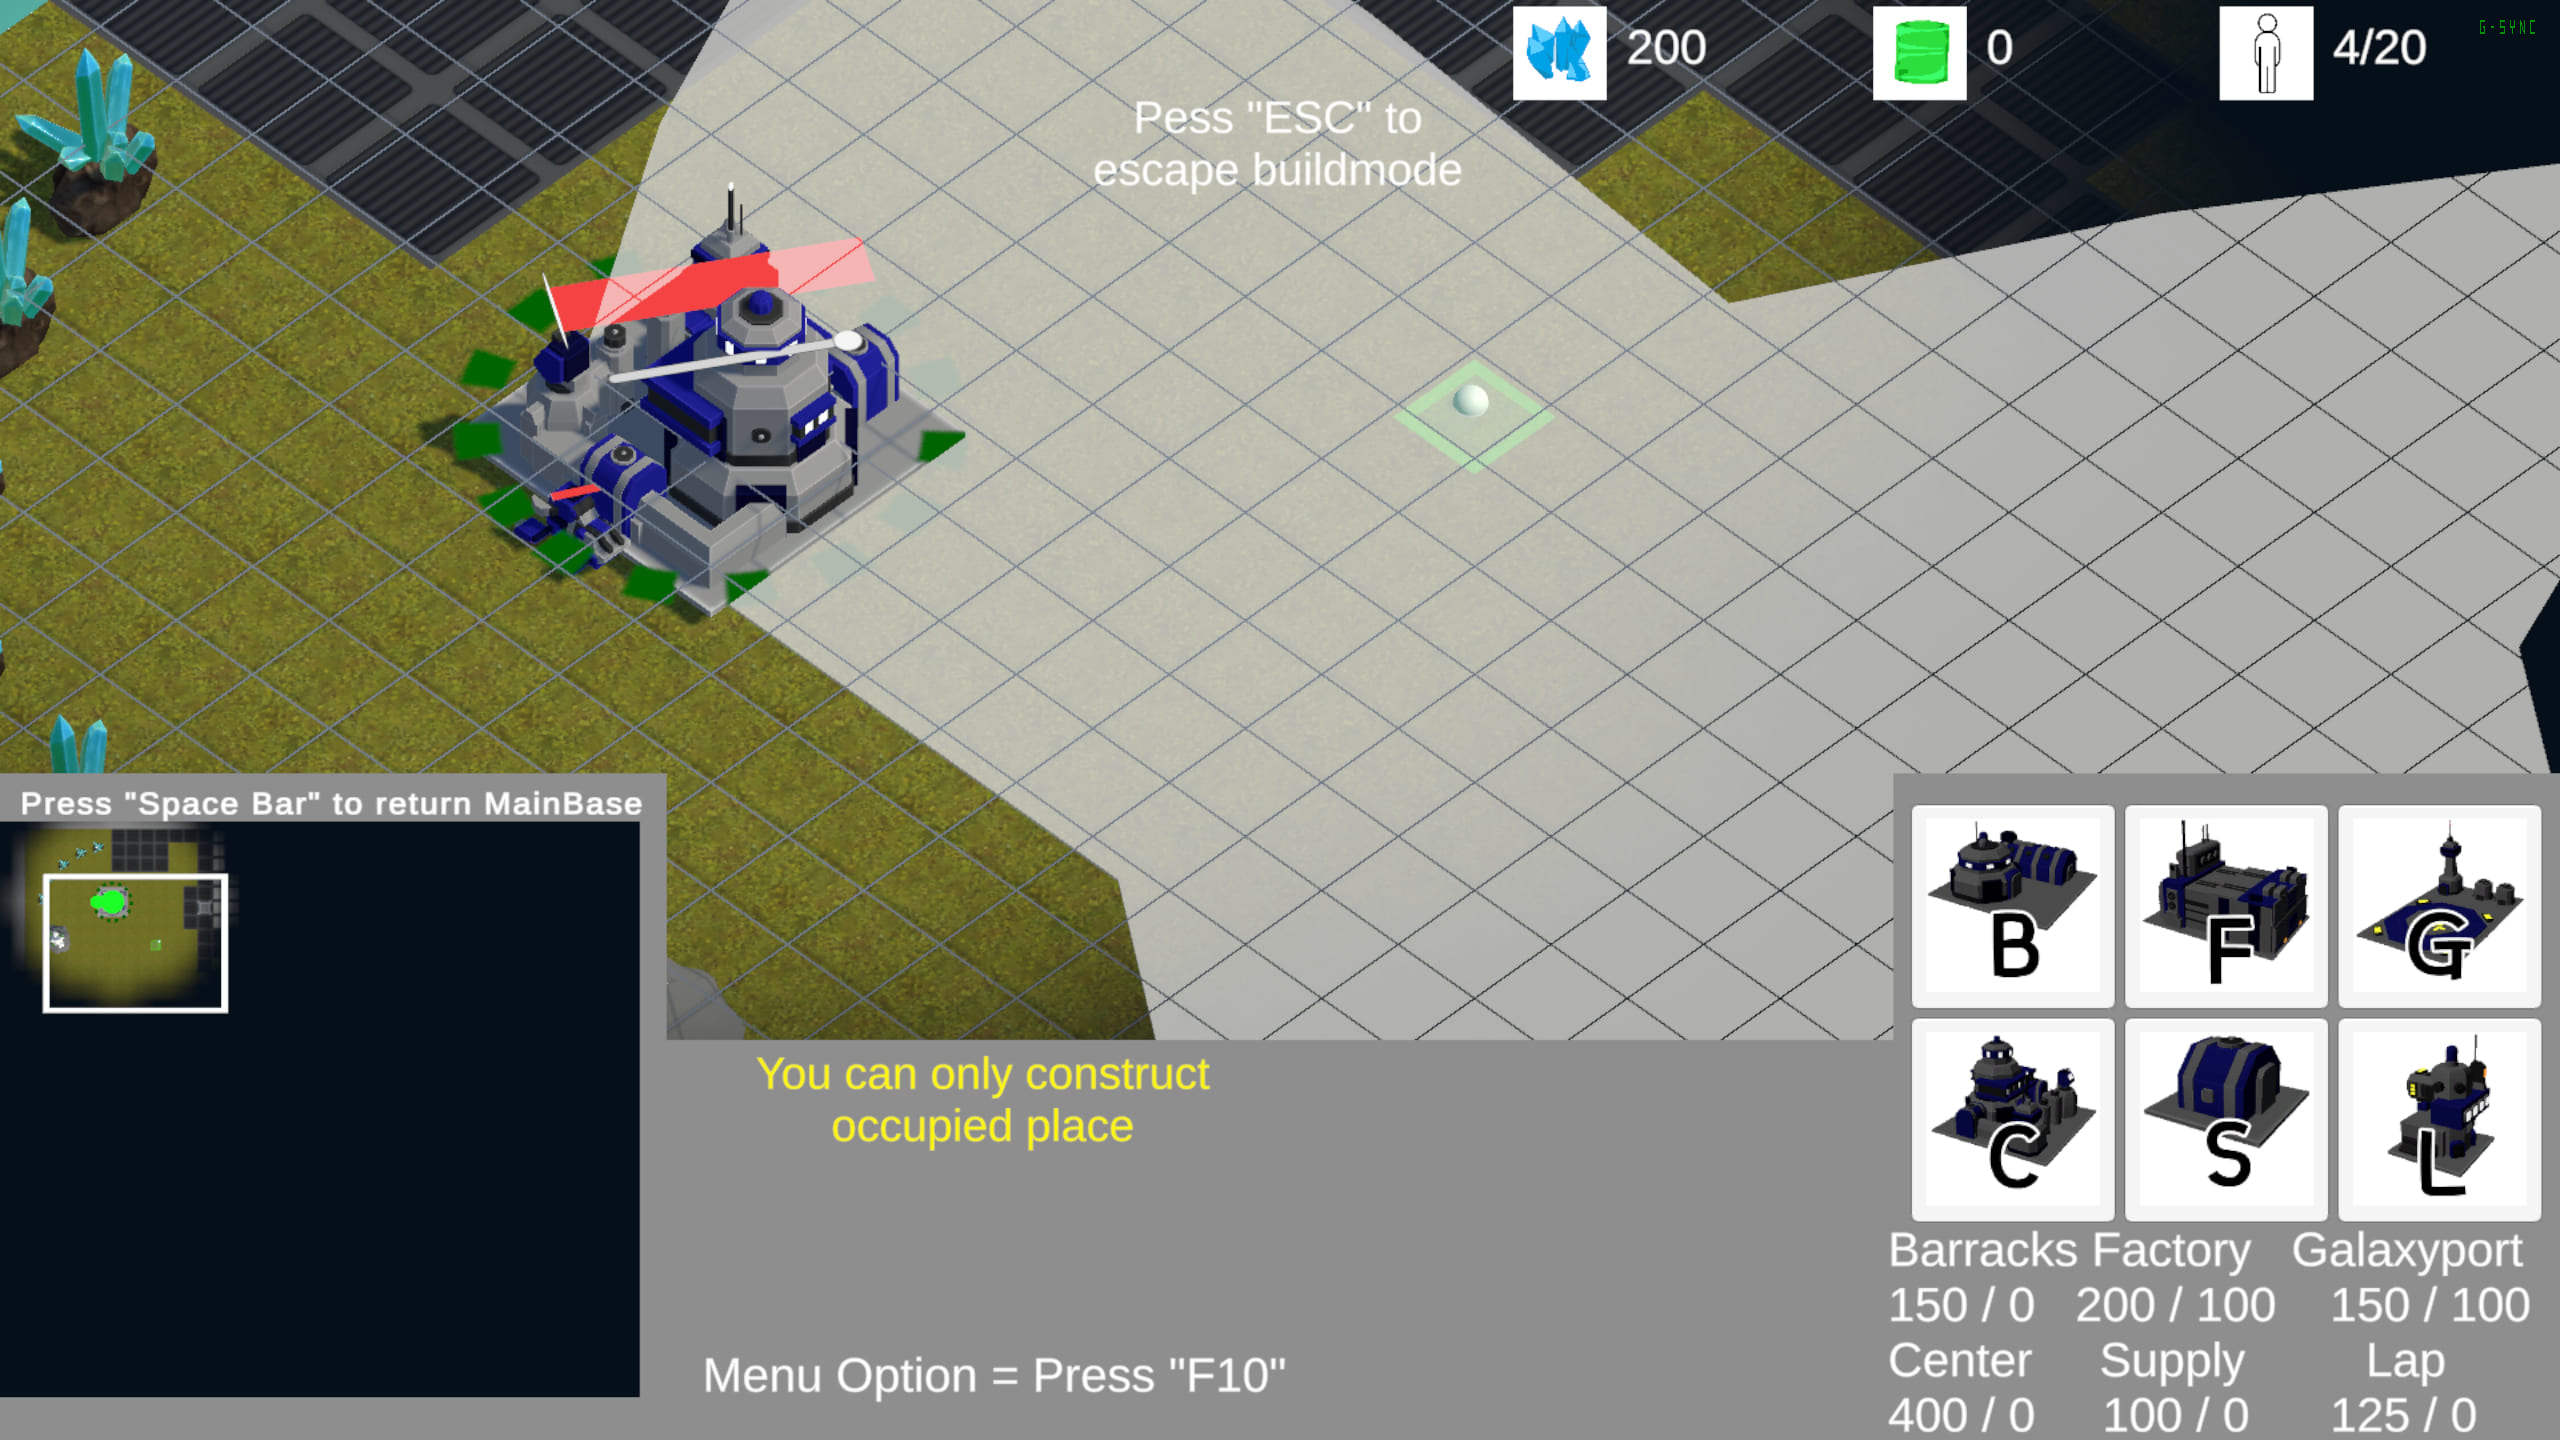 200 0 4/20 G-SYNC
Pess "ESC" to
escape buildmode
Press "Space Bar" to return MainBase
B F G
C S L
You can only construct
occupied place
Barracks Factory Galaxyport
150 / 0 200 / 100 150 / 100
Center Supply Lap
400 / 0 100 / 0 125 / 0
Menu Option = Press "F10"